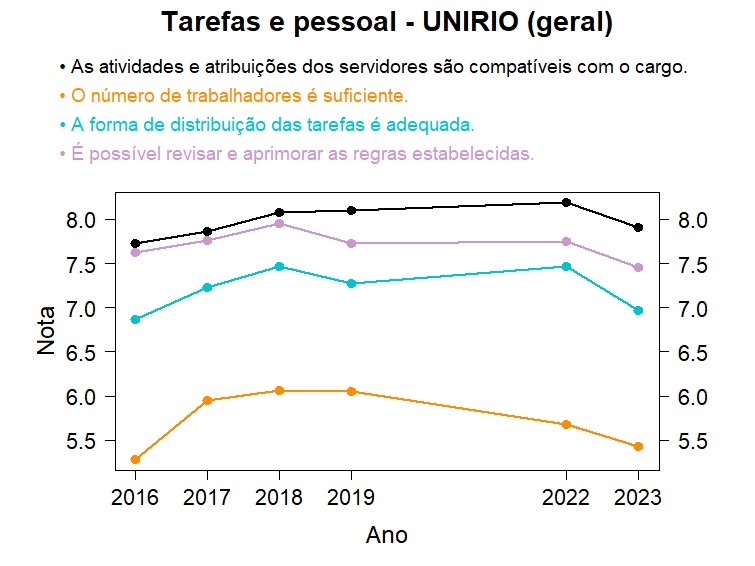 Tarefas e pessoal - UNIRIO (geral)
• As atividades e atribuições dos servidores são compatíveis com o cargo.
• O número de trabalhadores é suficiente.
• A forma de distribuição das tarefas é adequada.
• É possível revisar e aprimorar as regras estabelecidas.
8.0 8.0
7.5 7.5
7.0 7.0
Nota
6.5 6.5
6.0 6.0
5.5 5.5
2016 2017 2018 2019 2022 2023
Ano